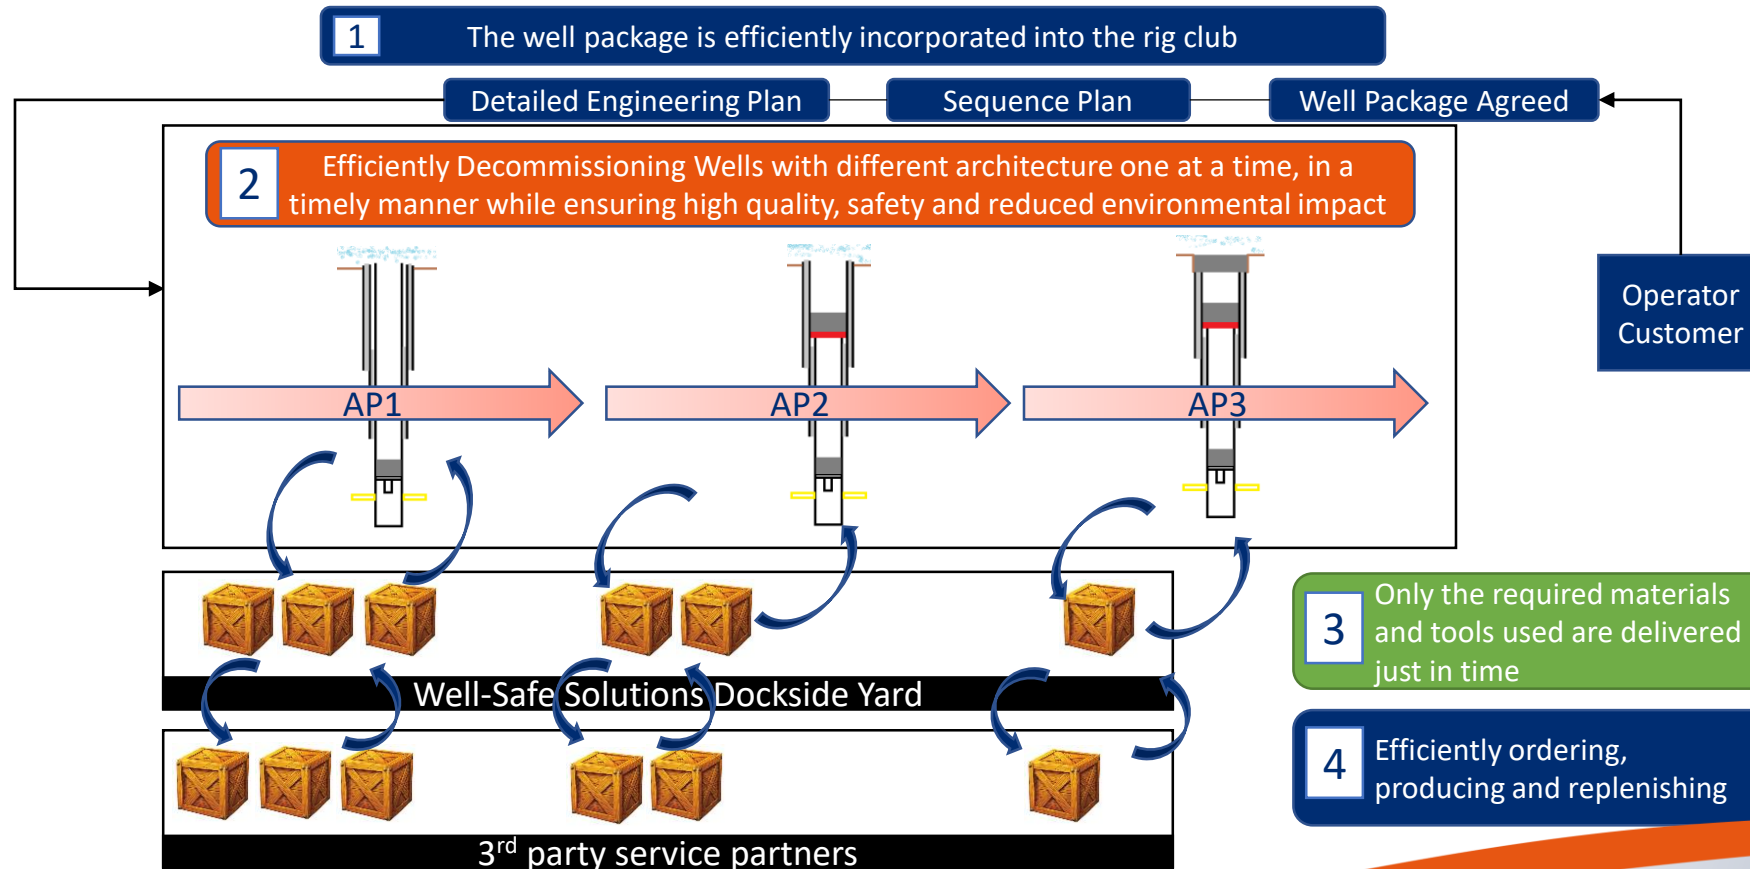 1
The well package is efficiently incorporated into the rig club
Detailed Engineering Plan
Sequence Plan
Well Package Agreed
2
Efficiently Decommissioning Wells with different architecture one at a time, in a
timely manner while ensuring high quality, safety and reduced environmental impact
Operator
Customer
AP1
AP2
AP3
3
Only the required materials
and tools used are delivered
just in time
Well-Safe Solutions Dockside Yard
4
Efficiently ordering,
producing and replenishing
3rd party service partners